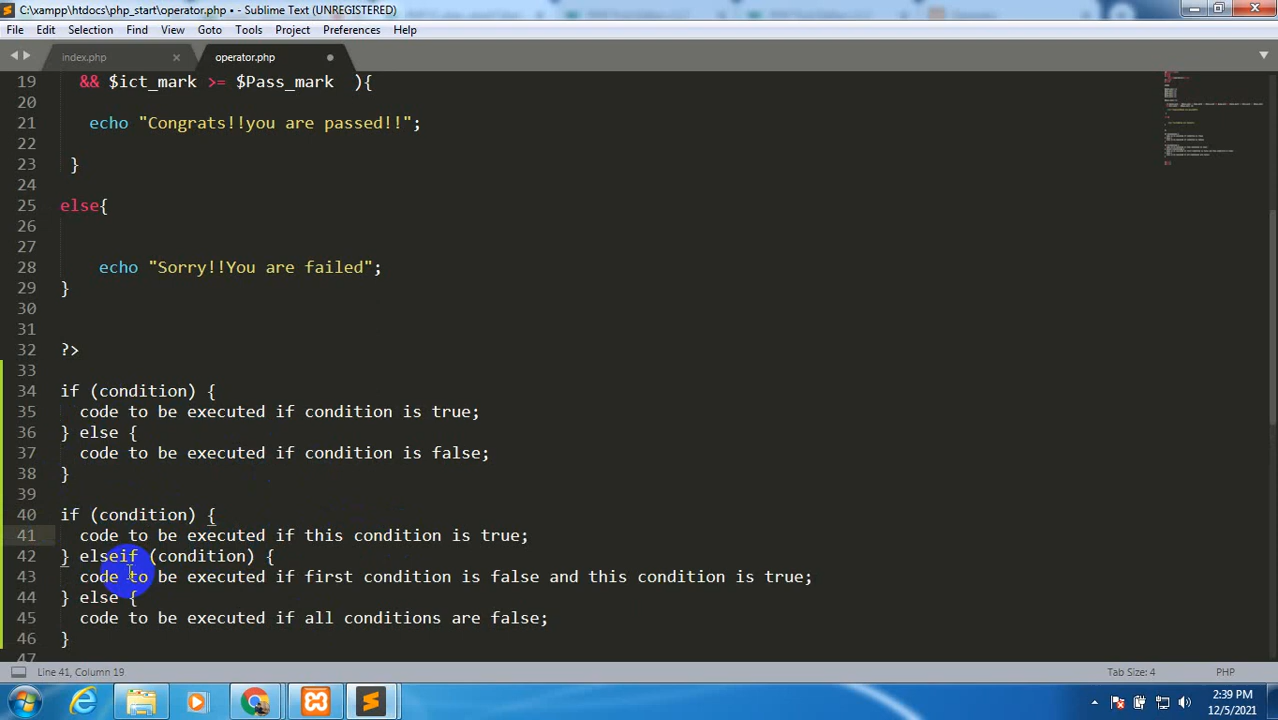 C:\xampp\htdocs\php_start\operator.php • - Sublime Text (UNREGISTERED)
File Edit Selection Find View Goto Tools Project Preferences Help
index.php operator.php
19 && $ict_mark >= $Pass_mark ){
20
21 echo "Congrats!!you are passed!!";
22
23 }
24
25 else{
26
27
28 echo "Sorry!!You are failed";
29 }
30
31
32 ?>
33
34 if (condition) {
35 code to be executed if condition is true;
36 } else {
37 code to be executed if condition is false;
38 }
39
40 if (condition) {
41 code to be executed if this condition is true;
42 } elseif (condition) {
43 code to be executed if first condition is false and this condition is true;
44 } else {
45 code to be executed if all conditions are false;
46 }
47
Line 41, Column 19 Tab Size: 4 PHP
2:39 PM
12/5/2021